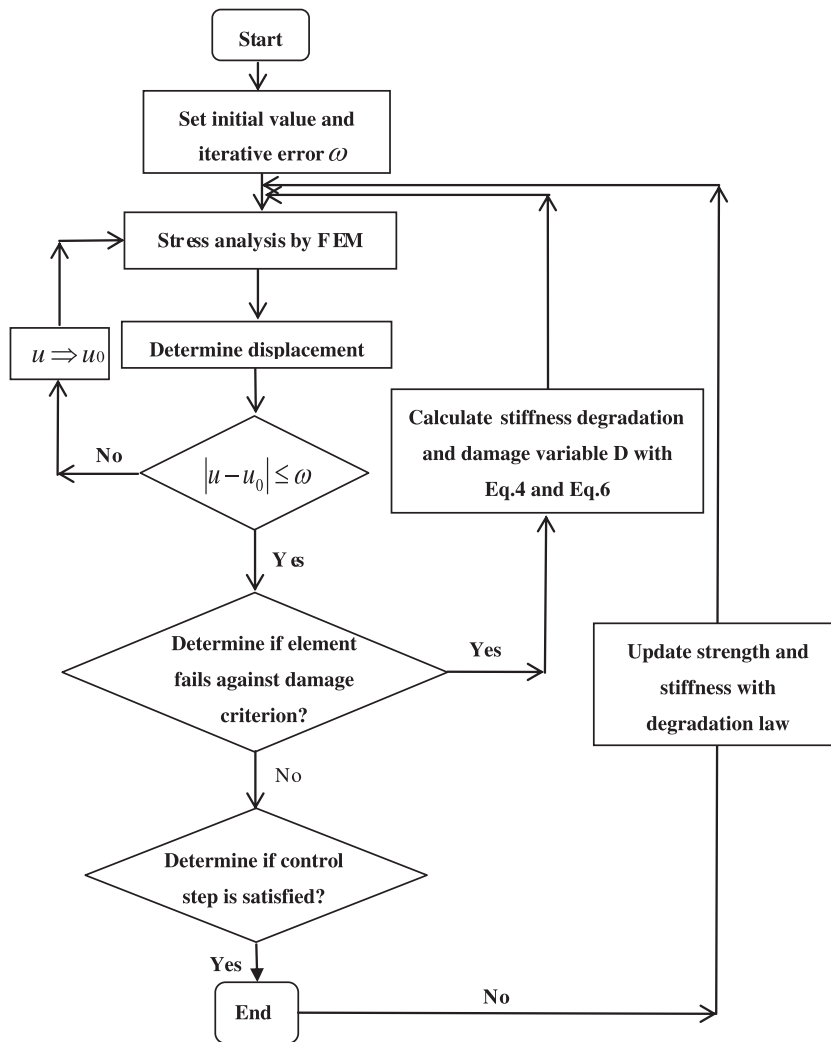 Start
Set initial value and
iterative error ω
Stress analysis by FEM
Determine displacement
u ⇒ u₀
No
|u − u₀| ≤ ω
Calculate stiffness degradation
and damage variable D with
Eq.4 and Eq.6
Yes
Determine if element
fails against damage
criterion?
Yes
Update strength and
stiffness with
degradation law
No
Determine if control
step is satisfied?
Yes
End
No